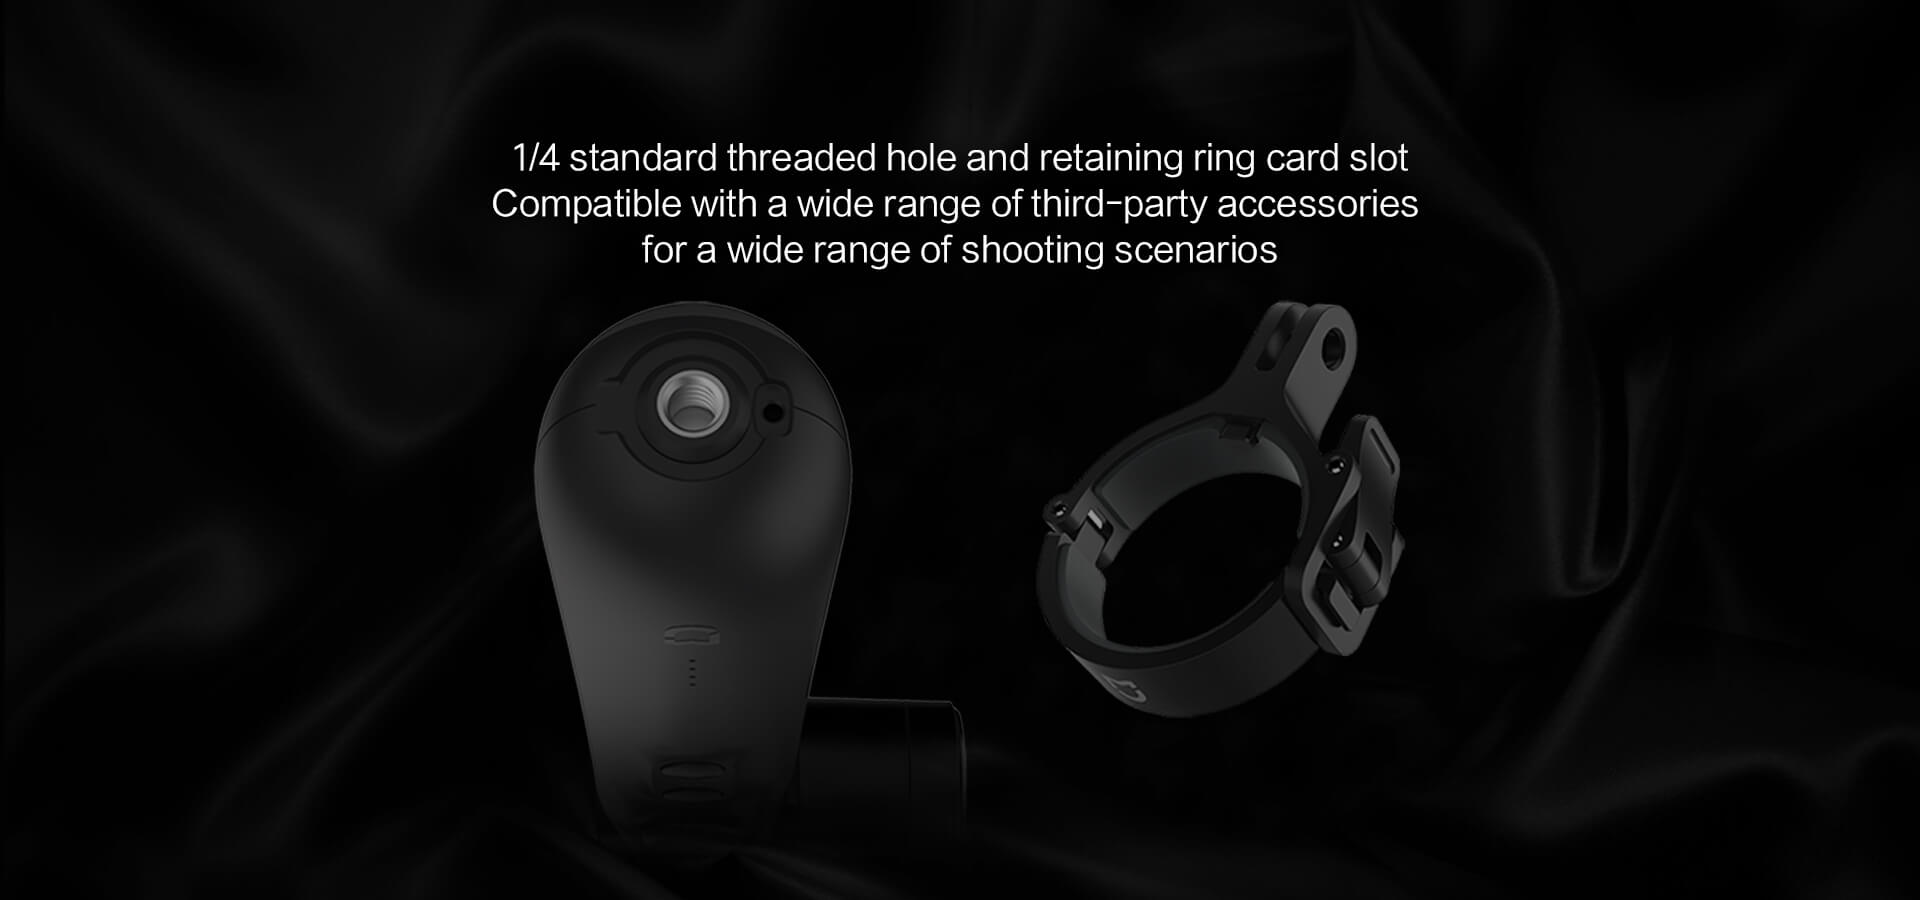 1/4 standard threaded hole and retaining ring card slot
Compatible with a wide range of third-party accessories
for a wide range of shooting scenarios